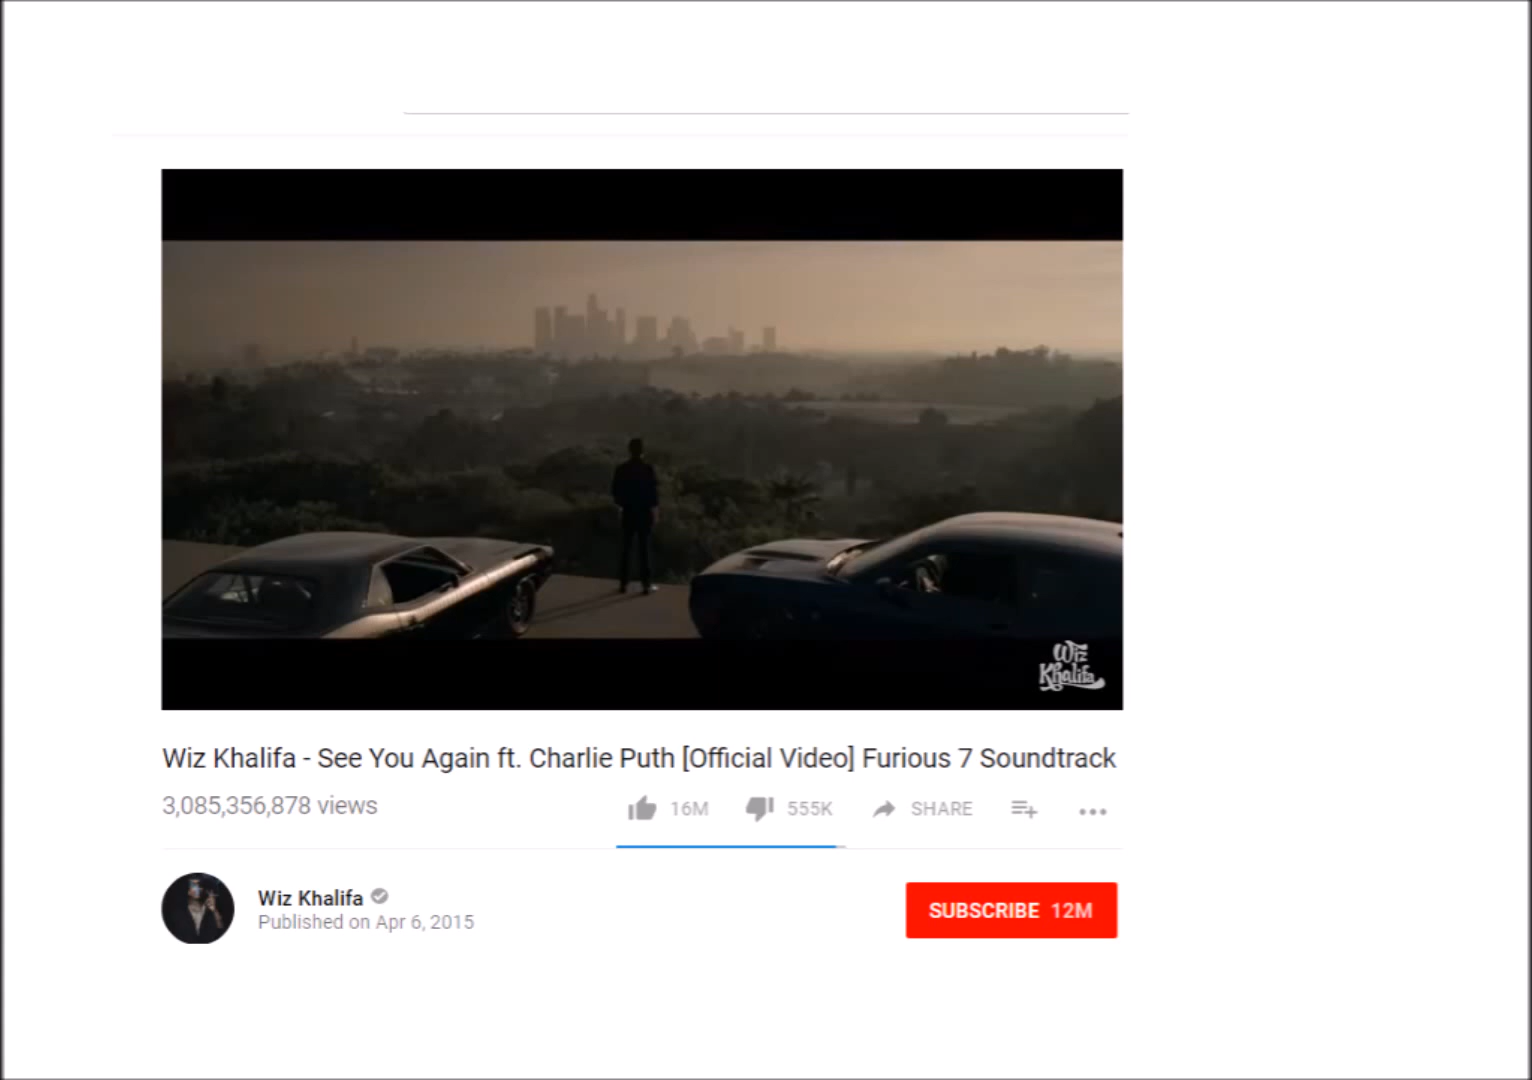 Wiz
Khalifa
Wiz Khalifa - See You Again ft. Charlie Puth [Official Video] Furious 7 Soundtrack
3,085,356,878 views 16M 555K SHARE
Wiz Khalifa
Published on Apr 6, 2015
SUBSCRIBE 12M